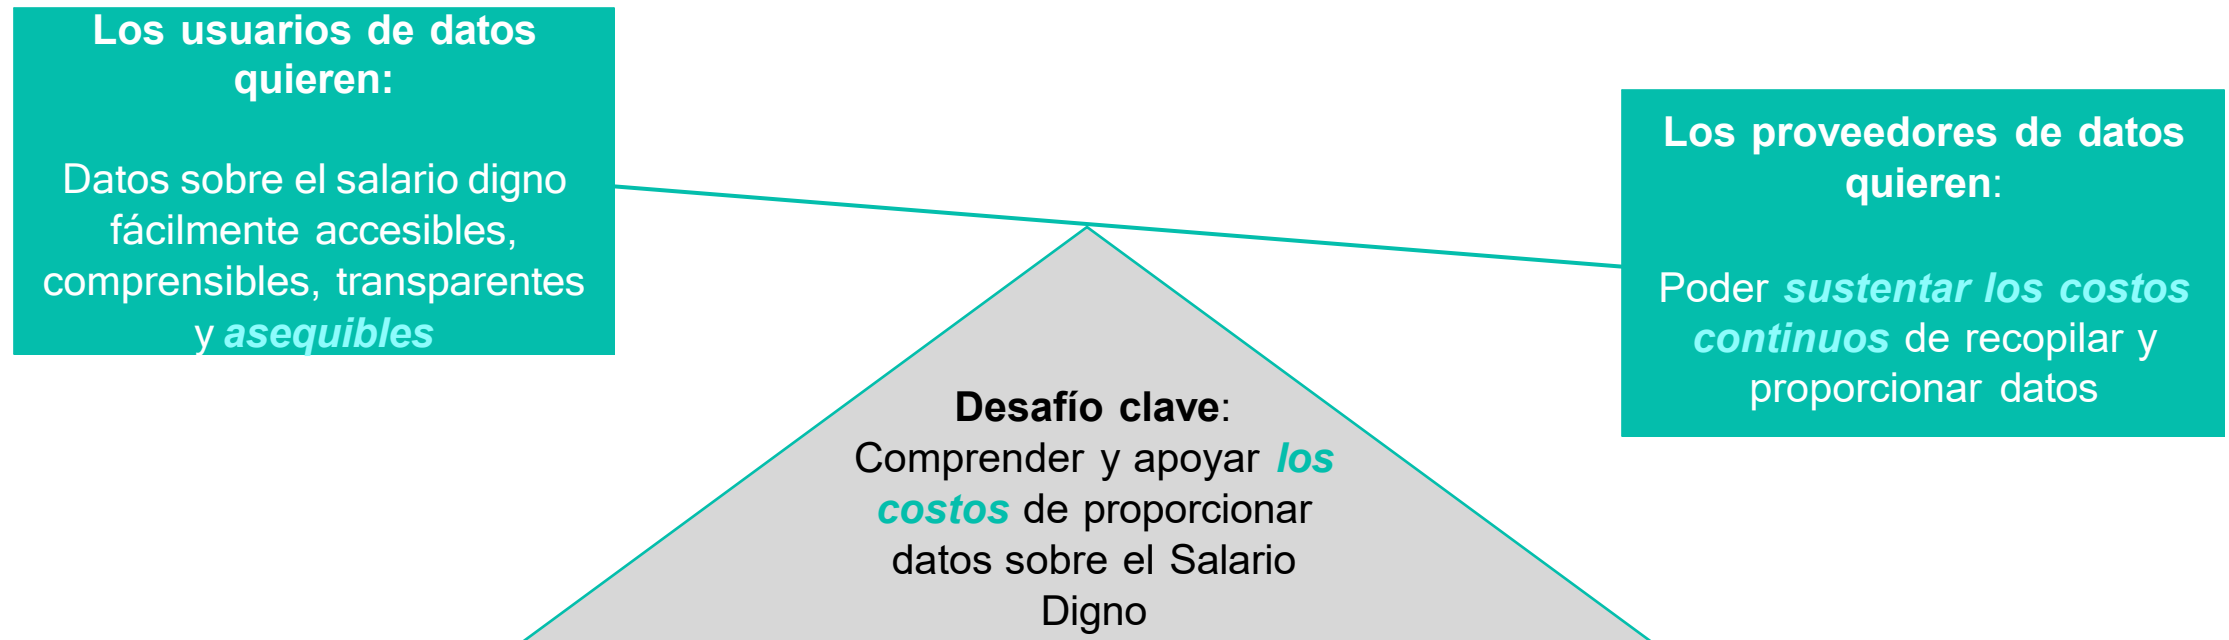 Los usuarios de datos
quieren:
Datos sobre el salario digno
fácilmente accesibles,
comprensibles, transparentes
y asequibles
Los proveedores de datos
quieren:
Poder sustentar los costos
continuos de recopilar y
proporcionar datos
Desafío clave:
Comprender y apoyar los
costos de proporcionar
datos sobre el Salario
Digno